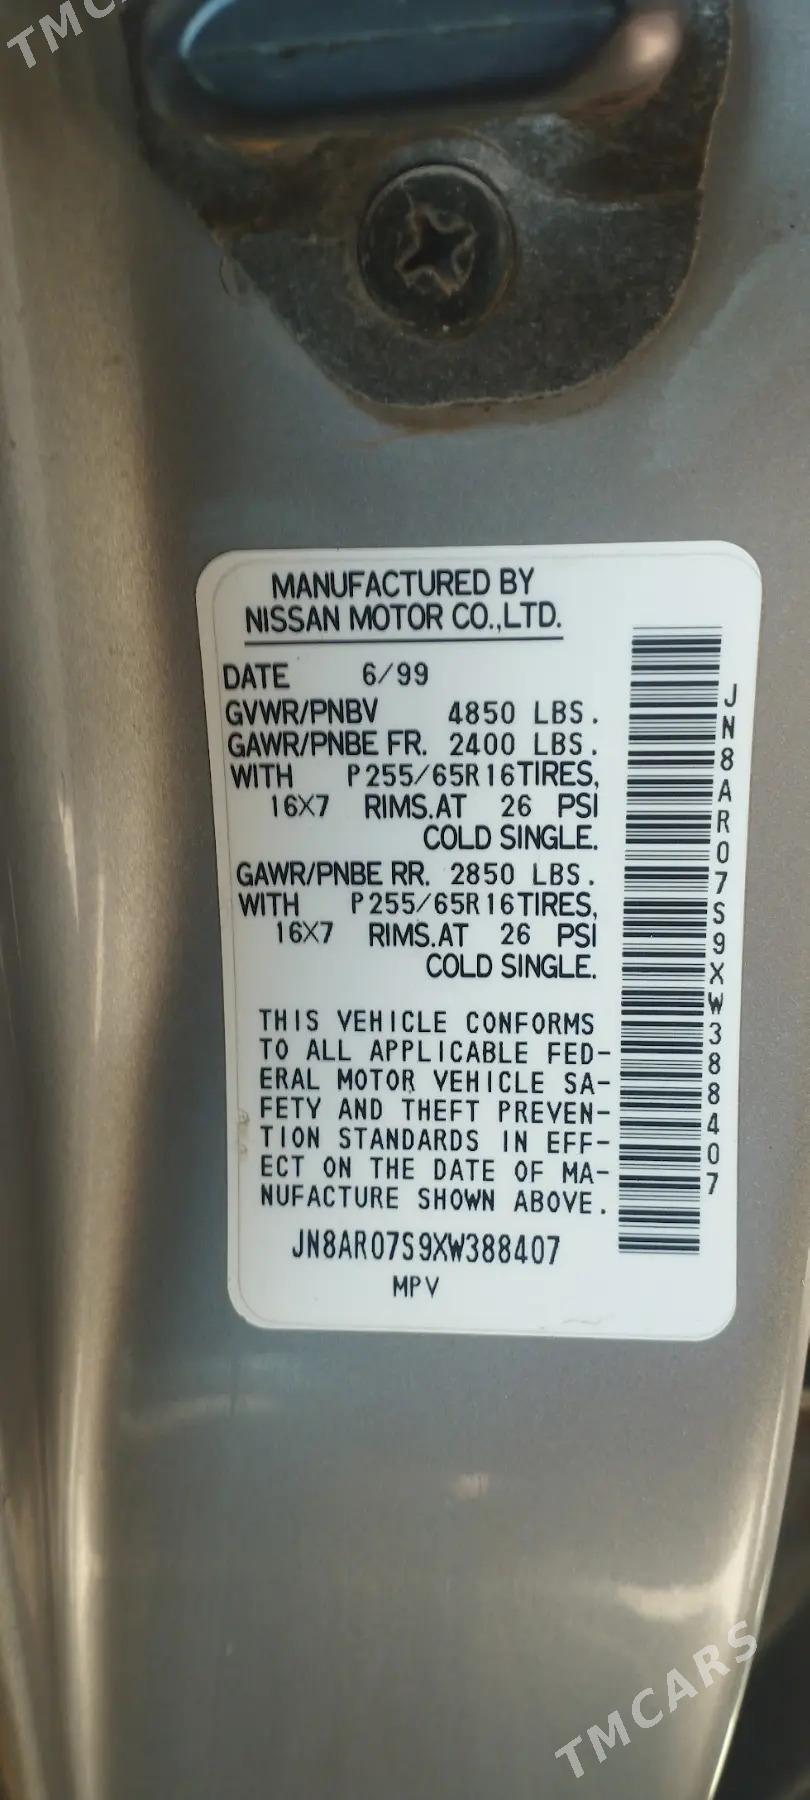 TMCARS
MANUFACTURED BY
NISSAN MOTOR CO.,LTD.
DATE 6/99
GVWR/PNBV 4850 LBS.
GAWR/PNBE FR. 2400 LBS.
WITH P255/65R16TIRES,
16X7 RIMS.AT 26 PSI
COLD SINGLE.
GAWR/PNBE RR. 2850 LBS.
WITH P255/65R16TIRES,
16X7 RIMS.AT 26 PSI
COLD SINGLE.
THIS VEHICLE CONFORMS
TO ALL APPLICABLE FED-
ERAL MOTOR VEHICLE SA-
FETY AND THEFT PREVEN-
TION STANDARDS IN EFF-
ECT ON THE DATE OF MA-
NUFACTURE SHOWN ABOVE.
JN8AR07S9XW388407
MPV
JN8AR07S9XW388407
TMCARS